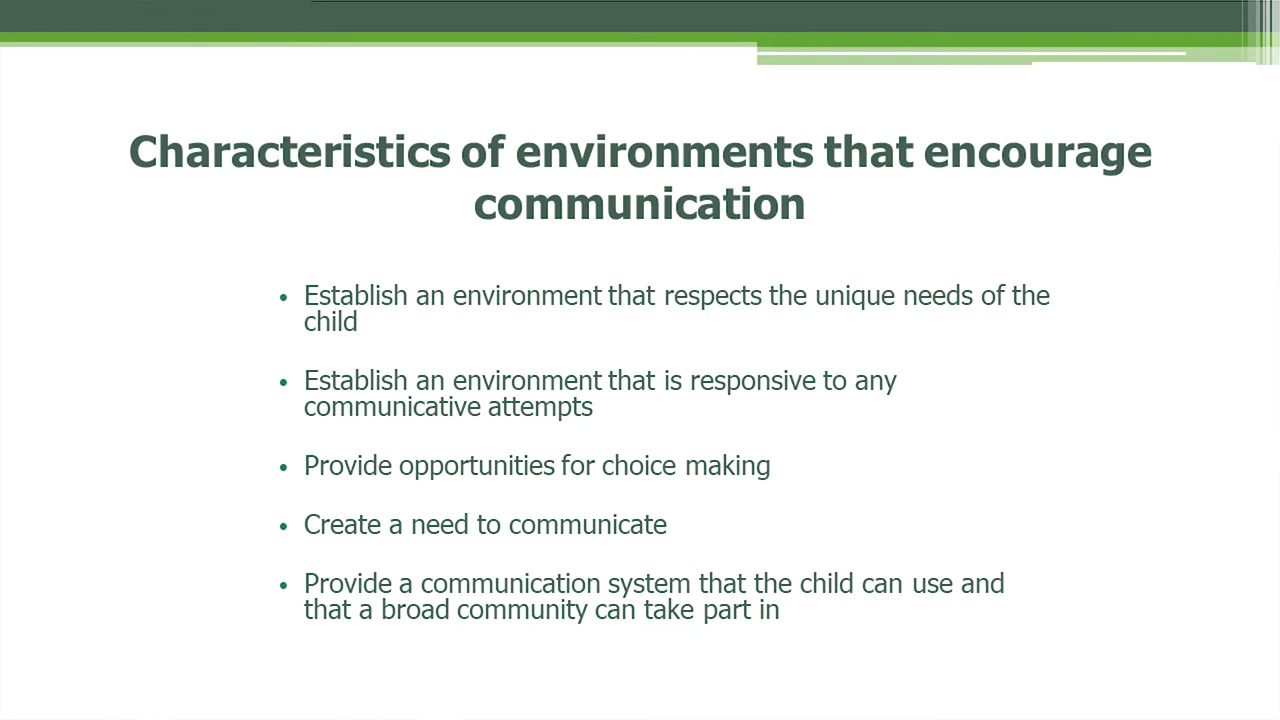 Characteristics of environments that encourage
communication
• Establish an environment that respects the unique needs of the
child
• Establish an environment that is responsive to any
communicative attempts
• Provide opportunities for choice making
• Create a need to communicate
• Provide a communication system that the child can use and
that a broad community can take part in